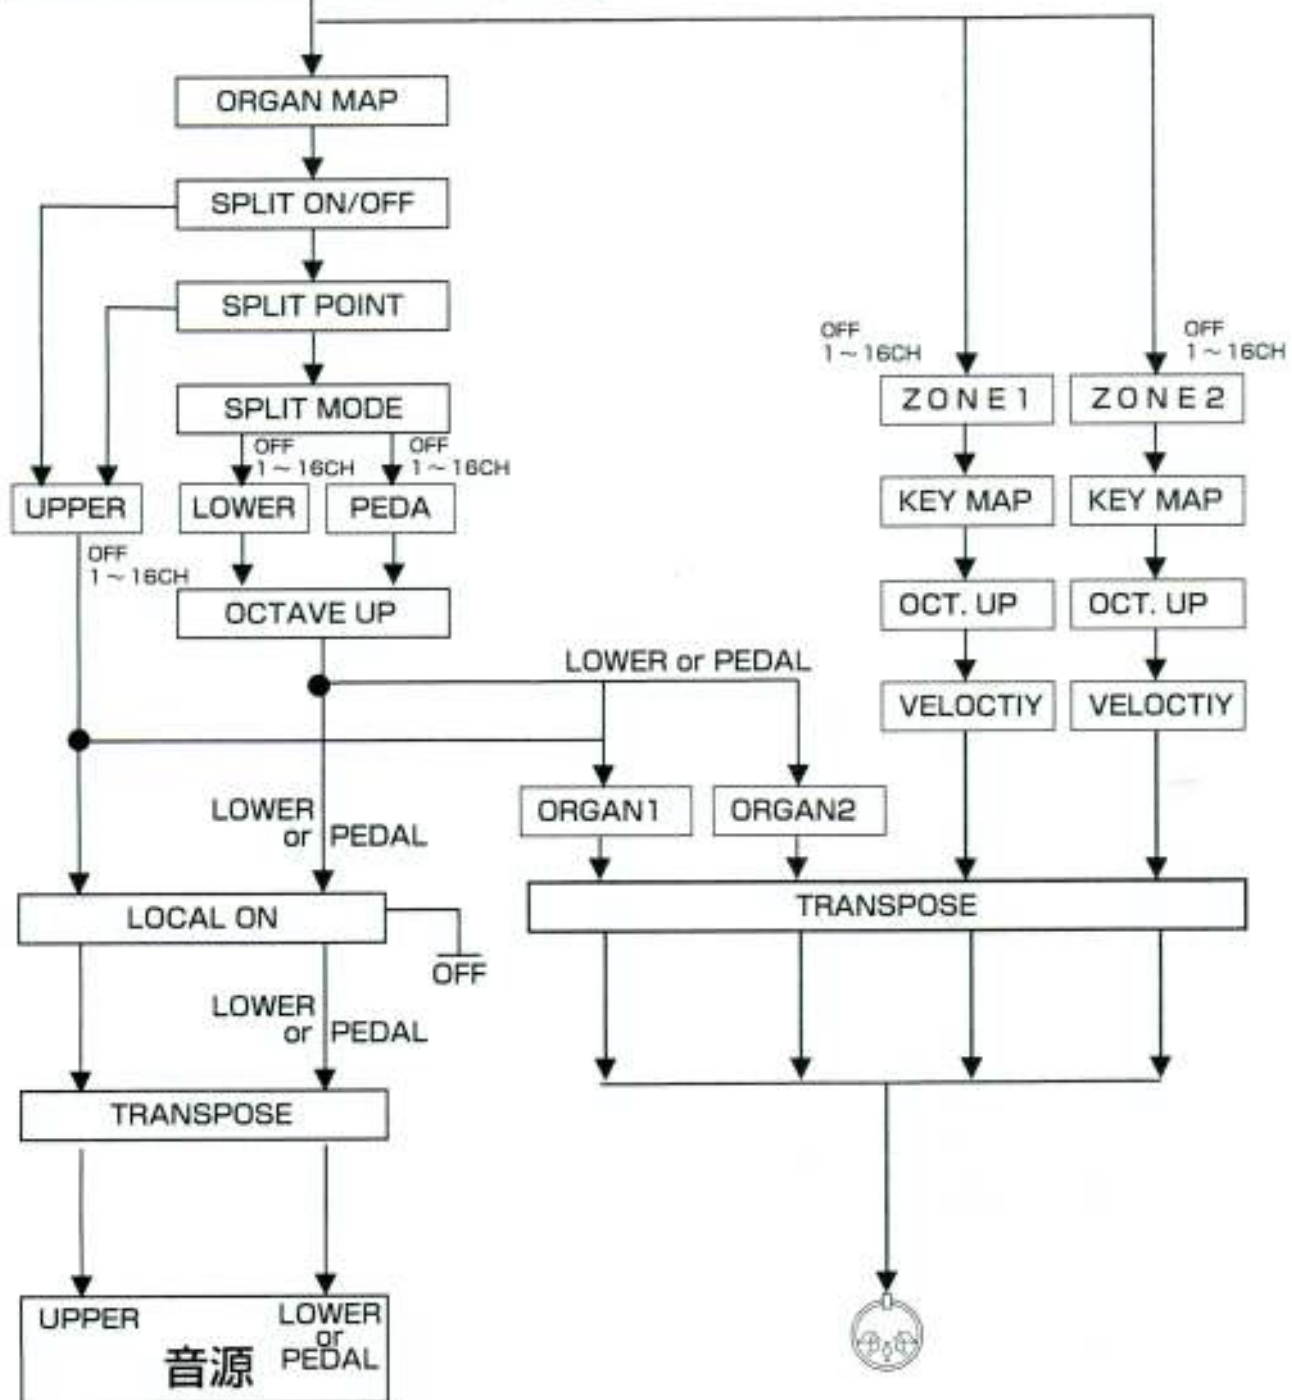 ORGAN MAP
SPLIT ON/OFF
SPLIT POINT
SPLIT MODE
OFF
1～16CH
OFF
1～16CH
UPPER
LOWER
PEDA
OFF
1～16CH
OCTAVE UP
LOWER or PEDAL
OFF
1～16CH
OFF
1～16CH
ZONE1
ZONE2
KEY MAP
KEY MAP
OCT. UP
OCT. UP
VELOCTIY
VELOCTIY
ORGAN1
ORGAN2
TRANSPOSE
LOWER
or PEDAL
LOCAL ON
OFF
LOWER
or PEDAL
TRANSPOSE
UPPER
LOWER
or
PEDAL
音源